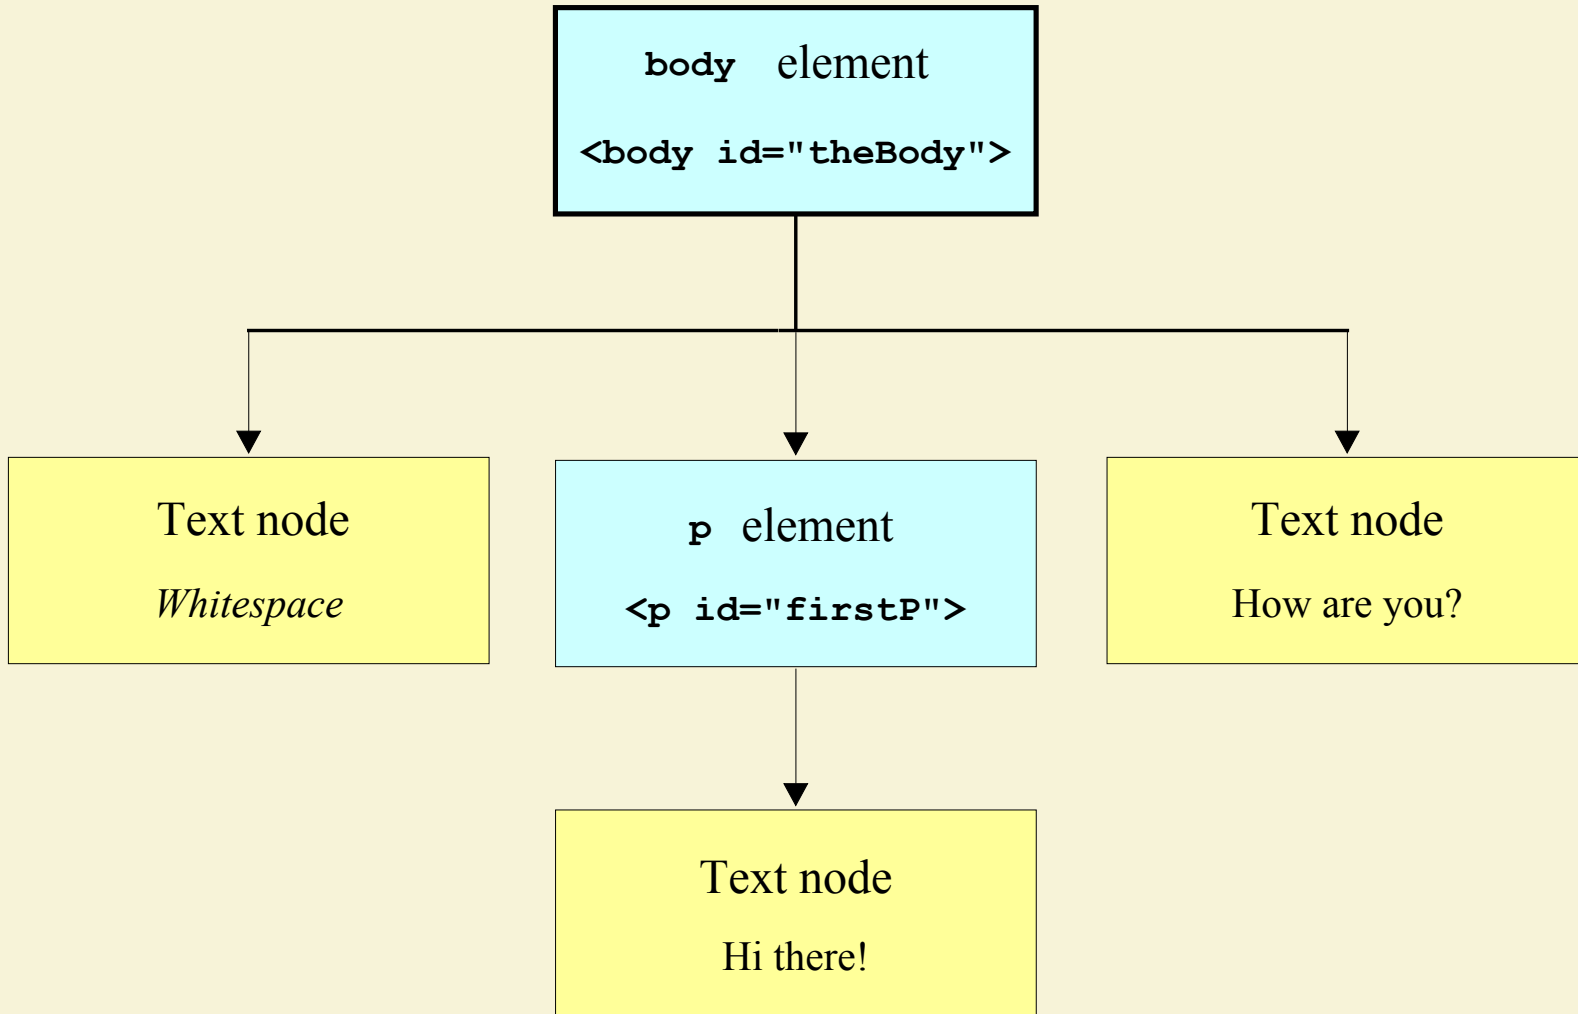 body element
<body id="theBody">
Text node
Whitespace
p element
<p id="firstP">
Text node
How are you?
Text node
Hi there!